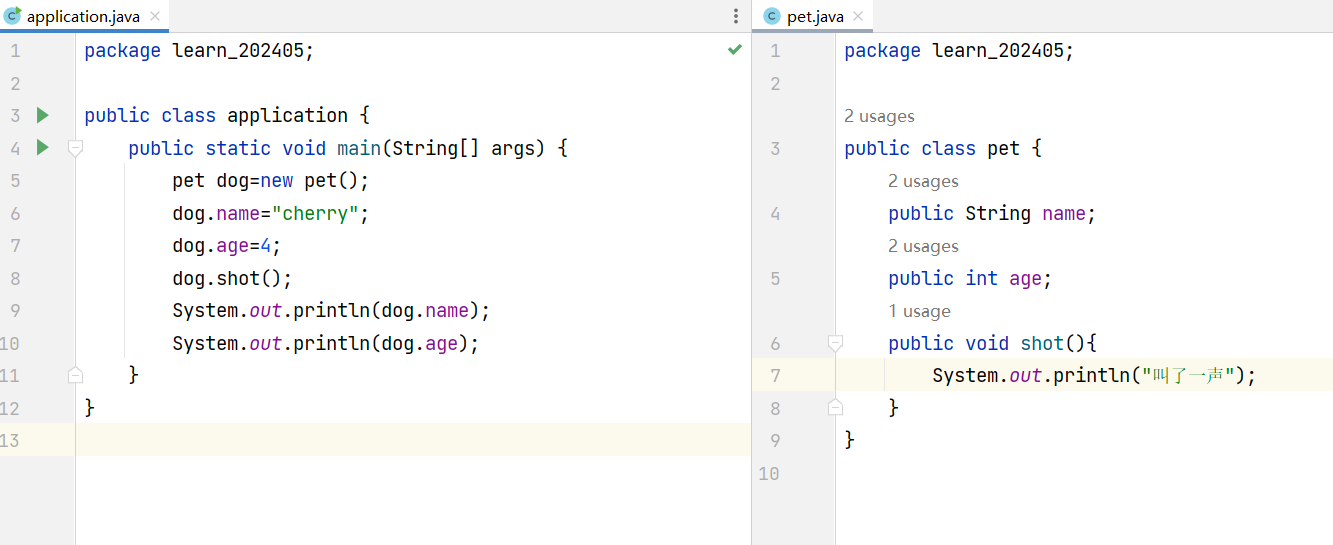 application.java
1 package learn_202405;
2
3 public class application {
4 public static void main(String[] args) {
5 pet dog=new pet();
6 dog.name="cherry";
7 dog.age=4;
8 dog.shot();
9 System.out.println(dog.name);
10 System.out.println(dog.age);
11 }
12 }
13
pet.java
1 package learn_202405;
2
2 usages
3 public class pet {
2 usages
4 public String name;
2 usages
5 public int age;
1 usage
6 public void shot(){
7 System.out.println("叫了一声");
8 }
9 }
10